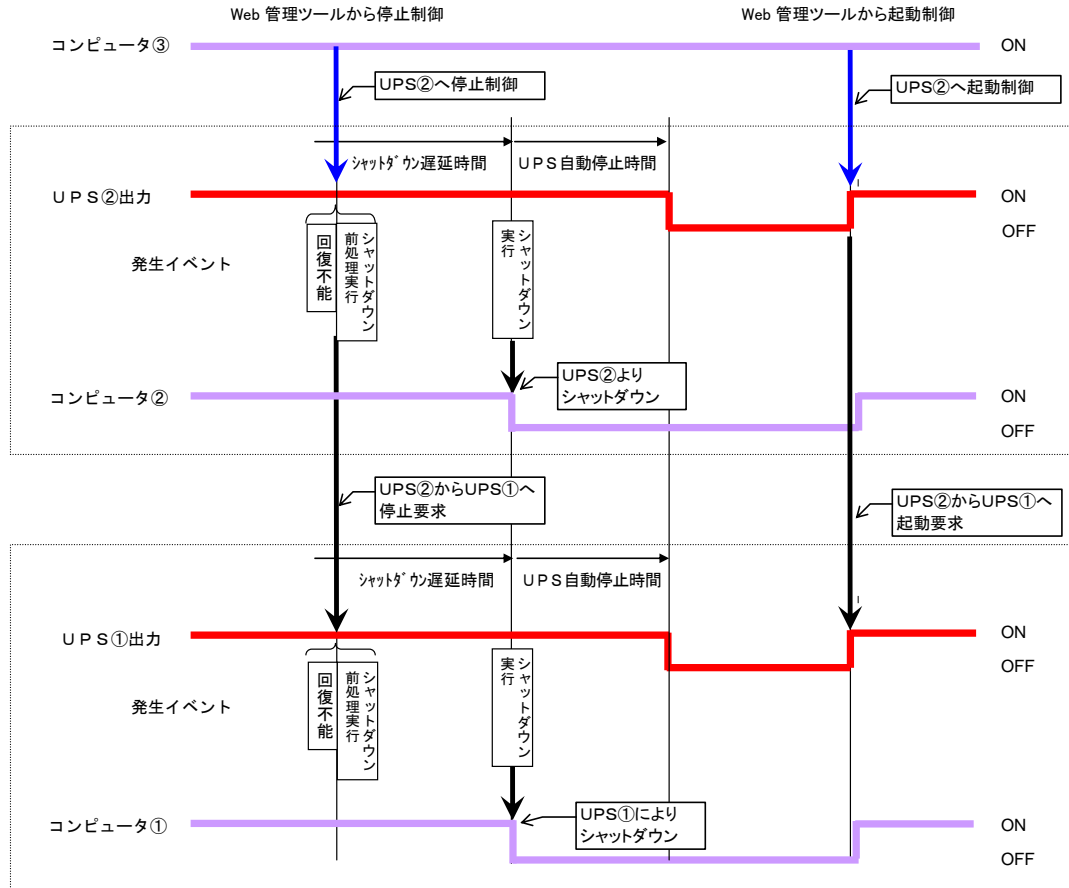 Web 管理ツールから停止制御
Web 管理ツールから起動制御
コンピュータ③
ON
UPS②へ停止制御
UPS②へ起動制御
ｼｬｯﾄﾀﾞｳﾝ遅延時間
UPS自動停止時間
ＵＰＳ②出力
ON
OFF
発生イベント
回復不能
シャットダウン
前処理実行
シャットダウン
実行
UPS②より
シャットダウン
コンピュータ②
ON
OFF
UPS②からUPS①へ
停止要求
UPS②からUPS①へ
起動要求
ｼｬｯﾄﾀﾞｳﾝ遅延時間
UPS自動停止時間
ＵＰＳ①出力
ON
OFF
発生イベント
回復不能
シャットダウン
前処理実行
シャットダウン
実行
UPS①により
シャットダウン
コンピュータ①
ON
OFF